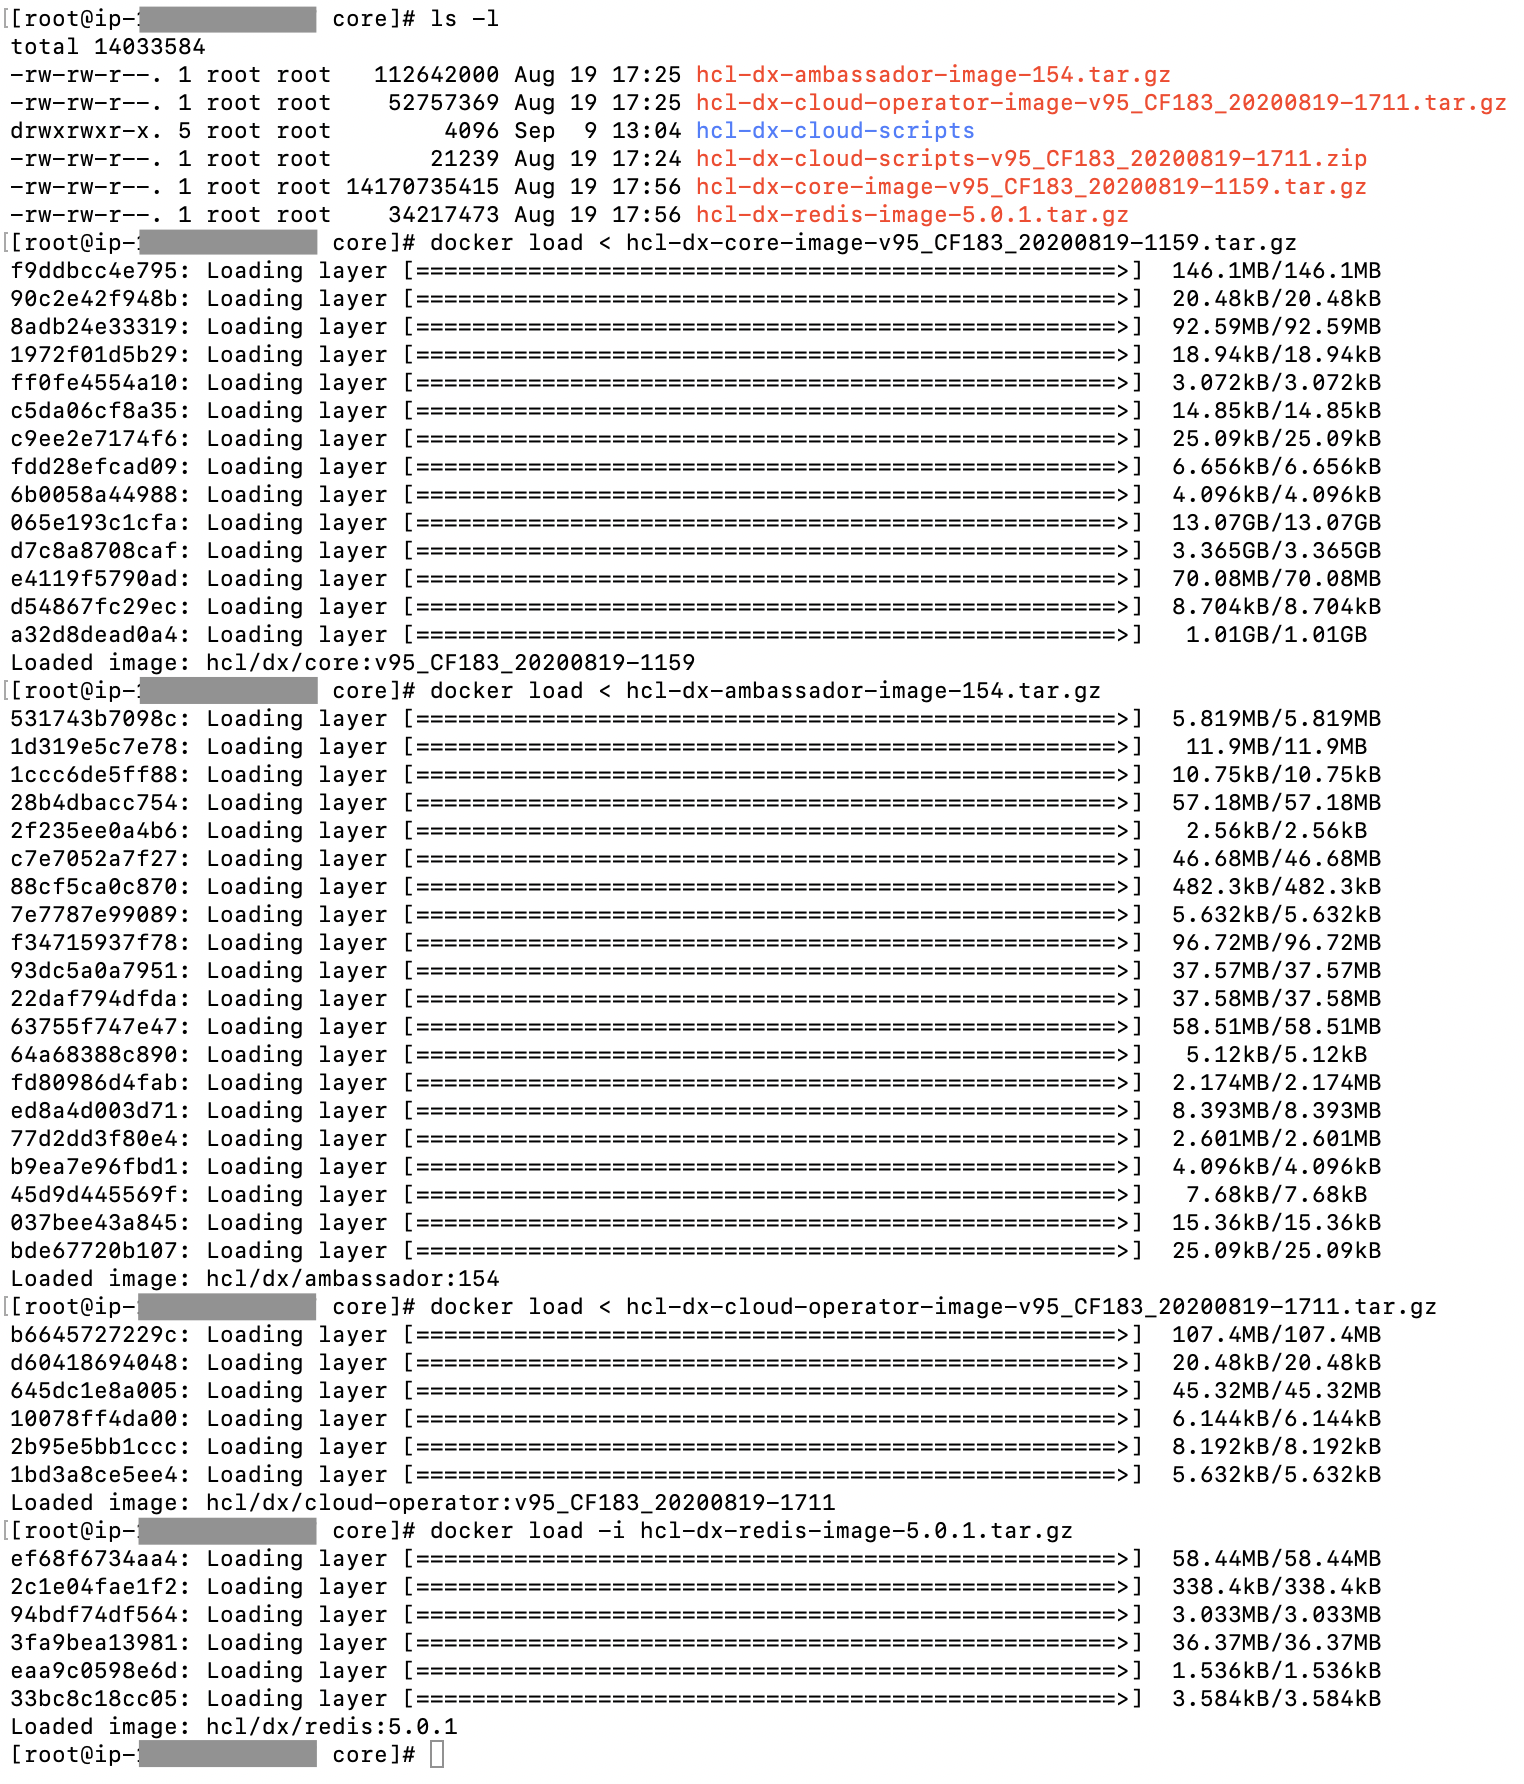 [[root@ip- core]# ls -l
total 14033584
-rw-rw-r--. 1 root root   112642000 Aug 19 17:25 hcl-dx-ambassador-image-154.tar.gz
-rw-rw-r--. 1 root root    52757369 Aug 19 17:25 hcl-dx-cloud-operator-image-v95_CF183_20200819-1711.tar.gz
drwxrwxr-x. 5 root root        4096 Sep  9 13:04 hcl-dx-cloud-scripts
-rw-rw-r--. 1 root root       21239 Aug 19 17:24 hcl-dx-cloud-scripts-v95_CF183_20200819-1711.zip
-rw-rw-r--. 1 root root 14170735415 Aug 19 17:56 hcl-dx-core-image-v95_CF183_20200819-1159.tar.gz
-rw-rw-r--. 1 root root    34217473 Aug 19 17:56 hcl-dx-redis-image-5.0.1.tar.gz
[[root@ip- core]# docker load < hcl-dx-core-image-v95_CF183_20200819-1159.tar.gz
f9ddbcc4e795: Loading layer [==================================================>]  146.1MB/146.1MB
90c2e42f948b: Loading layer [==================================================>]  20.48kB/20.48kB
8adb24e33319: Loading layer [==================================================>]  92.59MB/92.59MB
1972f01d5b29: Loading layer [==================================================>]  18.94kB/18.94kB
ff0fe4554a10: Loading layer [==================================================>]  3.072kB/3.072kB
c5da06cf8a35: Loading layer [==================================================>]  14.85kB/14.85kB
c9ee2e7174f6: Loading layer [==================================================>]  25.09kB/25.09kB
fdd28efcad09: Loading layer [==================================================>]  6.656kB/6.656kB
6b0058a44988: Loading layer [==================================================>]  4.096kB/4.096kB
065e193c1cfa: Loading layer [==================================================>]  13.07GB/13.07GB
d7c8a8708caf: Loading layer [==================================================>]  3.365GB/3.365GB
e4119f5790ad: Loading layer [==================================================>]  70.08MB/70.08MB
d54867fc29ec: Loading layer [==================================================>]  8.704kB/8.704kB
a32d8dead0a4: Loading layer [==================================================>]   1.01GB/1.01GB
Loaded image: hcl/dx/core:v95_CF183_20200819-1159
[[root@ip- core]# docker load < hcl-dx-ambassador-image-154.tar.gz
531743b7098c: Loading layer [==================================================>]  5.819MB/5.819MB
1d319e5c7e78: Loading layer [==================================================>]   11.9MB/11.9MB
1ccc6de5ff88: Loading layer [==================================================>]  10.75kB/10.75kB
28b4dbacc754: Loading layer [==================================================>]  57.18MB/57.18MB
2f235ee0a4b6: Loading layer [==================================================>]   2.56kB/2.56kB
c7e7052a7f27: Loading layer [==================================================>]  46.68MB/46.68MB
88cf5ca0c870: Loading layer [==================================================>]  482.3kB/482.3kB
7e7787e99089: Loading layer [==================================================>]  5.632kB/5.632kB
f34715937f78: Loading layer [==================================================>]  96.72MB/96.72MB
93dc5a0a7951: Loading layer [==================================================>]  37.57MB/37.57MB
22daf794dfda: Loading layer [==================================================>]  37.58MB/37.58MB
63755f747e47: Loading layer [==================================================>]  58.51MB/58.51MB
64a68388c890: Loading layer [==================================================>]   5.12kB/5.12kB
fd80986d4fab: Loading layer [==================================================>]  2.174MB/2.174MB
ed8a4d003d71: Loading layer [==================================================>]  8.393MB/8.393MB
77d2dd3f80e4: Loading layer [==================================================>]  2.601MB/2.601MB
b9ea7e96fbd1: Loading layer [==================================================>]  4.096kB/4.096kB
45d9d445569f: Loading layer [==================================================>]   7.68kB/7.68kB
037bee43a845: Loading layer [==================================================>]  15.36kB/15.36kB
bde67720b107: Loading layer [==================================================>]  25.09kB/25.09kB
Loaded image: hcl/dx/ambassador:154
[[root@ip- core]# docker load < hcl-dx-cloud-operator-image-v95_CF183_20200819-1711.tar.gz
b6645727229c: Loading layer [==================================================>]  107.4MB/107.4MB
d60418694048: Loading layer [==================================================>]  20.48kB/20.48kB
645dc1e8a005: Loading layer [==================================================>]  45.32MB/45.32MB
10078ff4da00: Loading layer [==================================================>]  6.144kB/6.144kB
2b95e5bb1ccc: Loading layer [==================================================>]  8.192kB/8.192kB
1bd3a8ce5ee4: Loading layer [==================================================>]  5.632kB/5.632kB
Loaded image: hcl/dx/cloud-operator:v95_CF183_20200819-1711
[[root@ip- core]# docker load -i hcl-dx-redis-image-5.0.1.tar.gz
ef68f6734aa4: Loading layer [==================================================>]  58.44MB/58.44MB
2c1e04fae1f2: Loading layer [==================================================>]  338.4kB/338.4kB
94bdf74df564: Loading layer [==================================================>]  3.033MB/3.033MB
3fa9bea13981: Loading layer [==================================================>]  36.37MB/36.37MB
eaa9c0598e6d: Loading layer [==================================================>]  1.536kB/1.536kB
33bc8c18cc05: Loading layer [==================================================>]  3.584kB/3.584kB
Loaded image: hcl/dx/redis:5.0.1
[root@ip- core]#